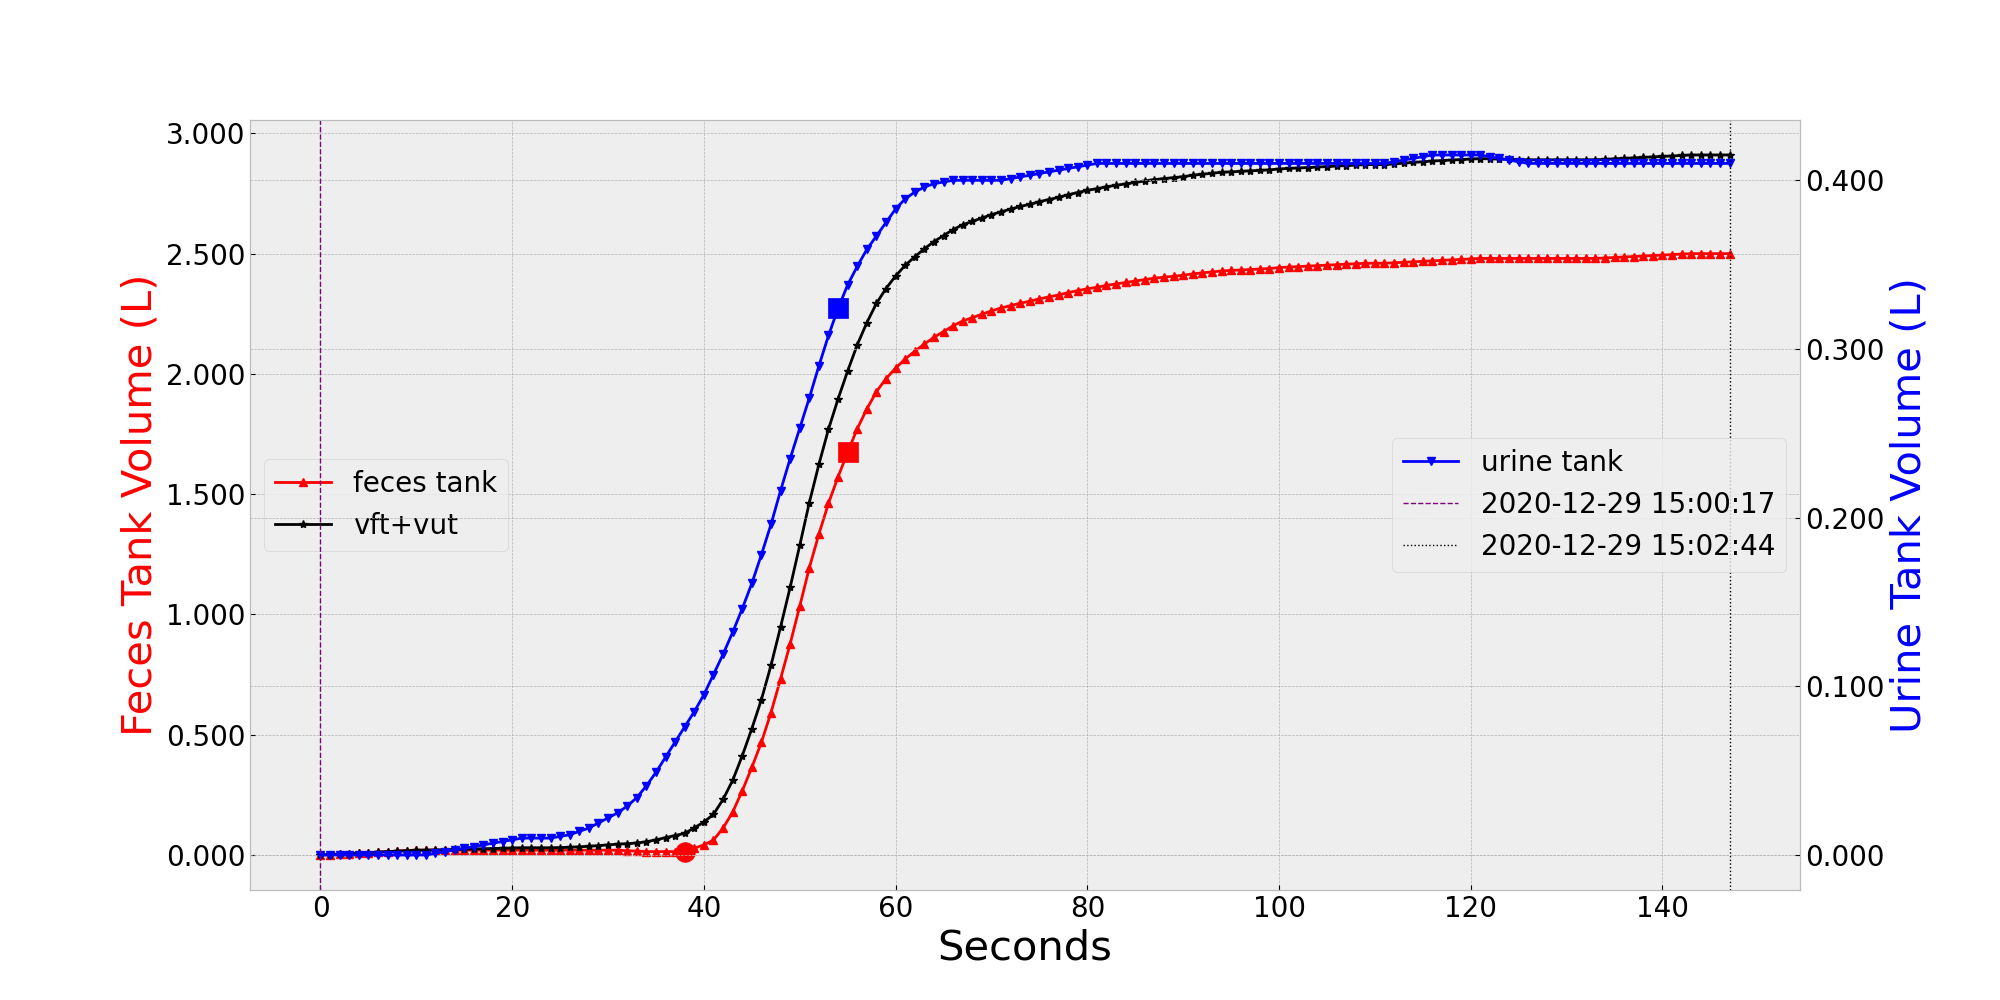 3.000
2.500
2.000
1.500
1.000
0.500
0.000
Feces Tank Volume (L)
feces tank
vft+vut
0 20 40 60 80 100 120 140
Seconds
urine tank
2020-12-29 15:00:17
2020-12-29 15:02:44
0.400
0.300
0.200
0.100
0.000
Urine Tank Volume (L)